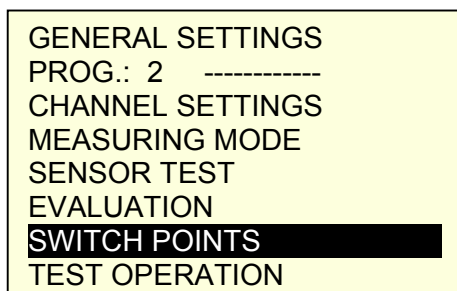 GENERAL SETTINGS
PROG.: 2 ------------
CHANNEL SETTINGS
MEASURING MODE
SENSOR TEST
EVALUATION
SWITCH POINTS
TEST OPERATION